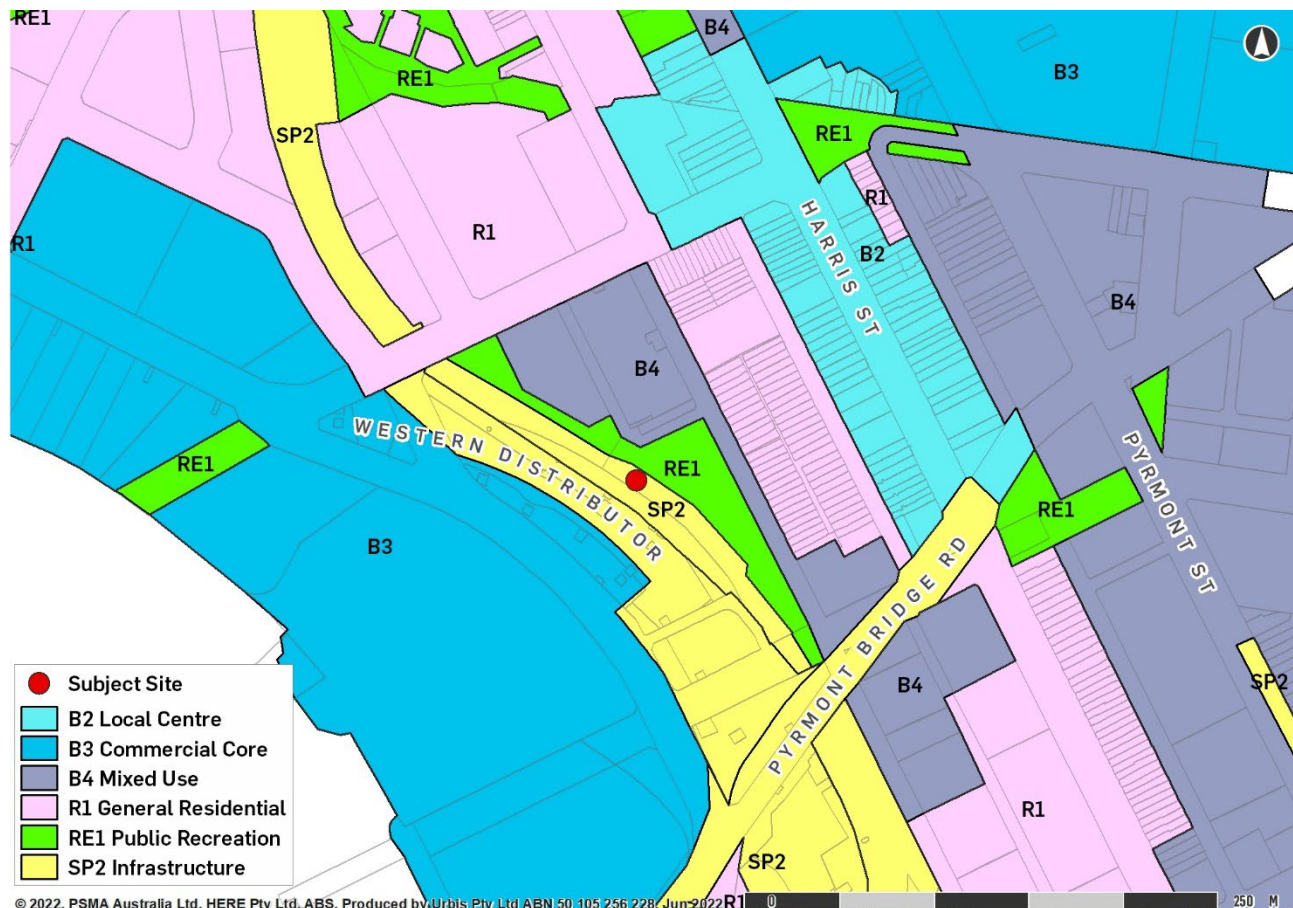 RE1
B4
RE1
B3
SP2
RE1
R1
R1
R1
HARRIS ST
B2
B4
B4
WESTERN DISTRIBUTOR
RE1
RE1
SP2
RE1
PYRMONT ST
B3
PYRMONT BRIDGE RD
B4
SP2
R1
SP2
R1
Subject Site
B2 Local Centre
B3 Commercial Core
B4 Mixed Use
R1 General Residential
RE1 Public Recreation
SP2 Infrastructure
© 2022. PSMA Australia Ltd, HERE Pty Ltd, ABS. Produced by Urbis Pty Ltd ABN 50 105 256 228, Jun 2022
0 250 M